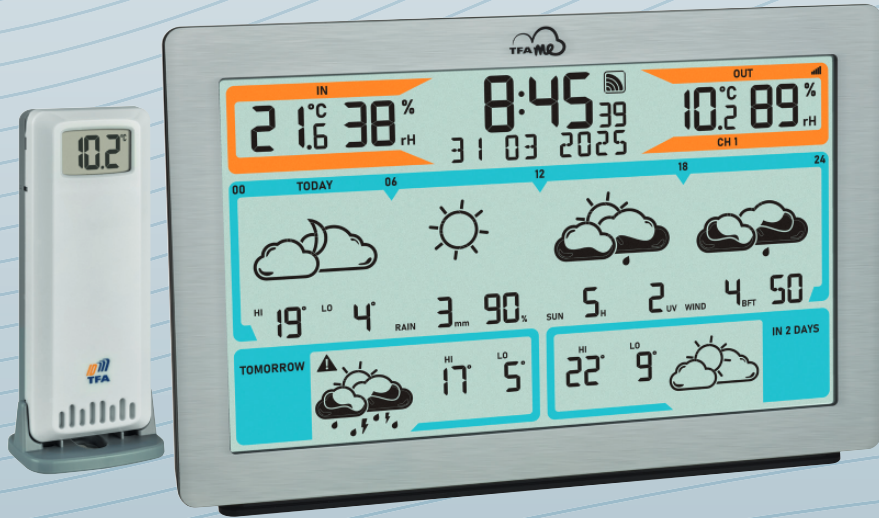 TFA me
IN
OUT
21.6 °C 38 % rH
8:45 39
10.2 °C 89 % rH
31 03 2025
CH 1
00 TODAY 06 12 18 24
HI 19° LO 4° RAIN 3 mm 90 % SUN 5 H 2 UV WIND 4 BFT 50
TOMORROW
HI 17° LO 5°
HI 22° LO 9°
IN 2 DAYS
10.2 °C
TFA